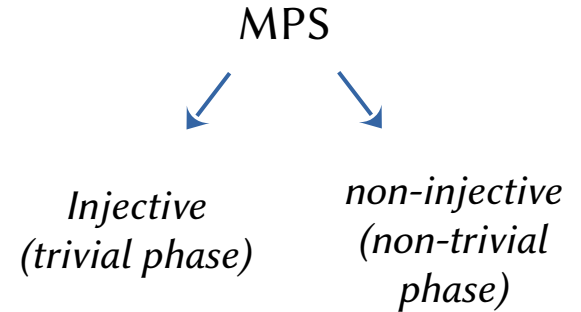 MPS
Injective
(trivial phase)
non-injective
(non-trivial
phase)